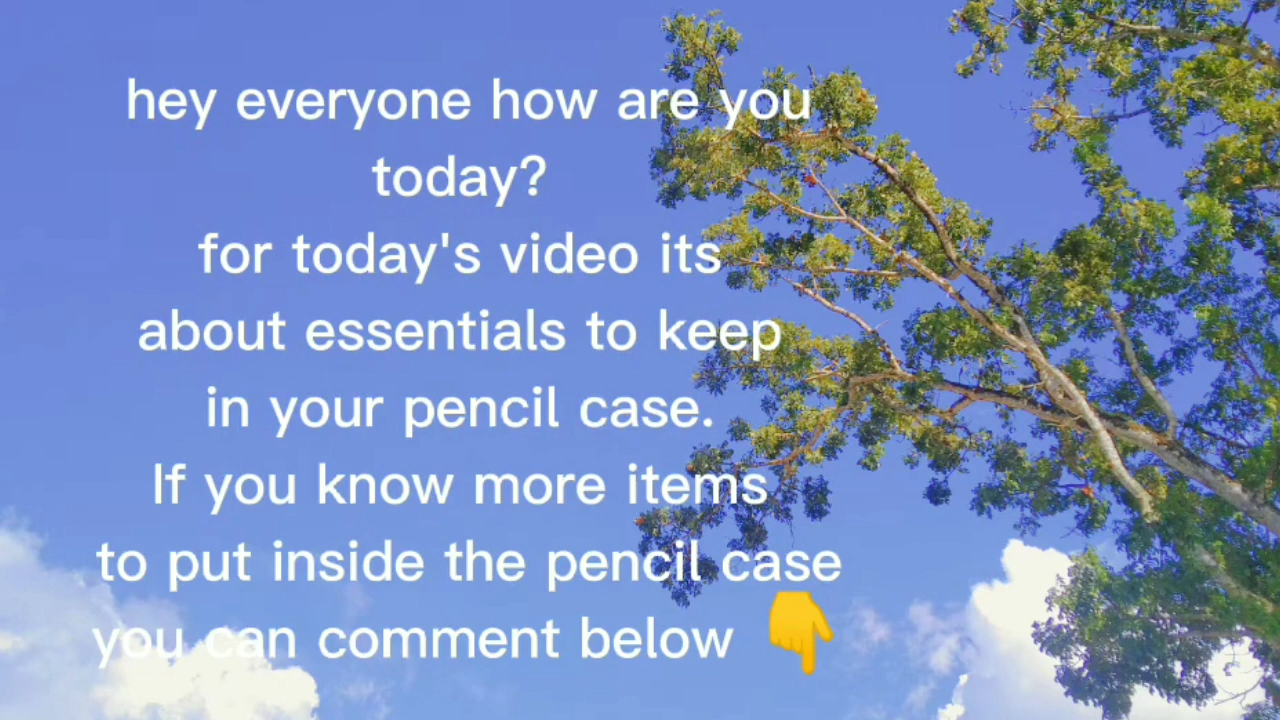 hey everyone how are you
today?
for today's video its
about essentials to keep
in your pencil case.
If you know more items
to put inside the pencil case
you can comment below 👇